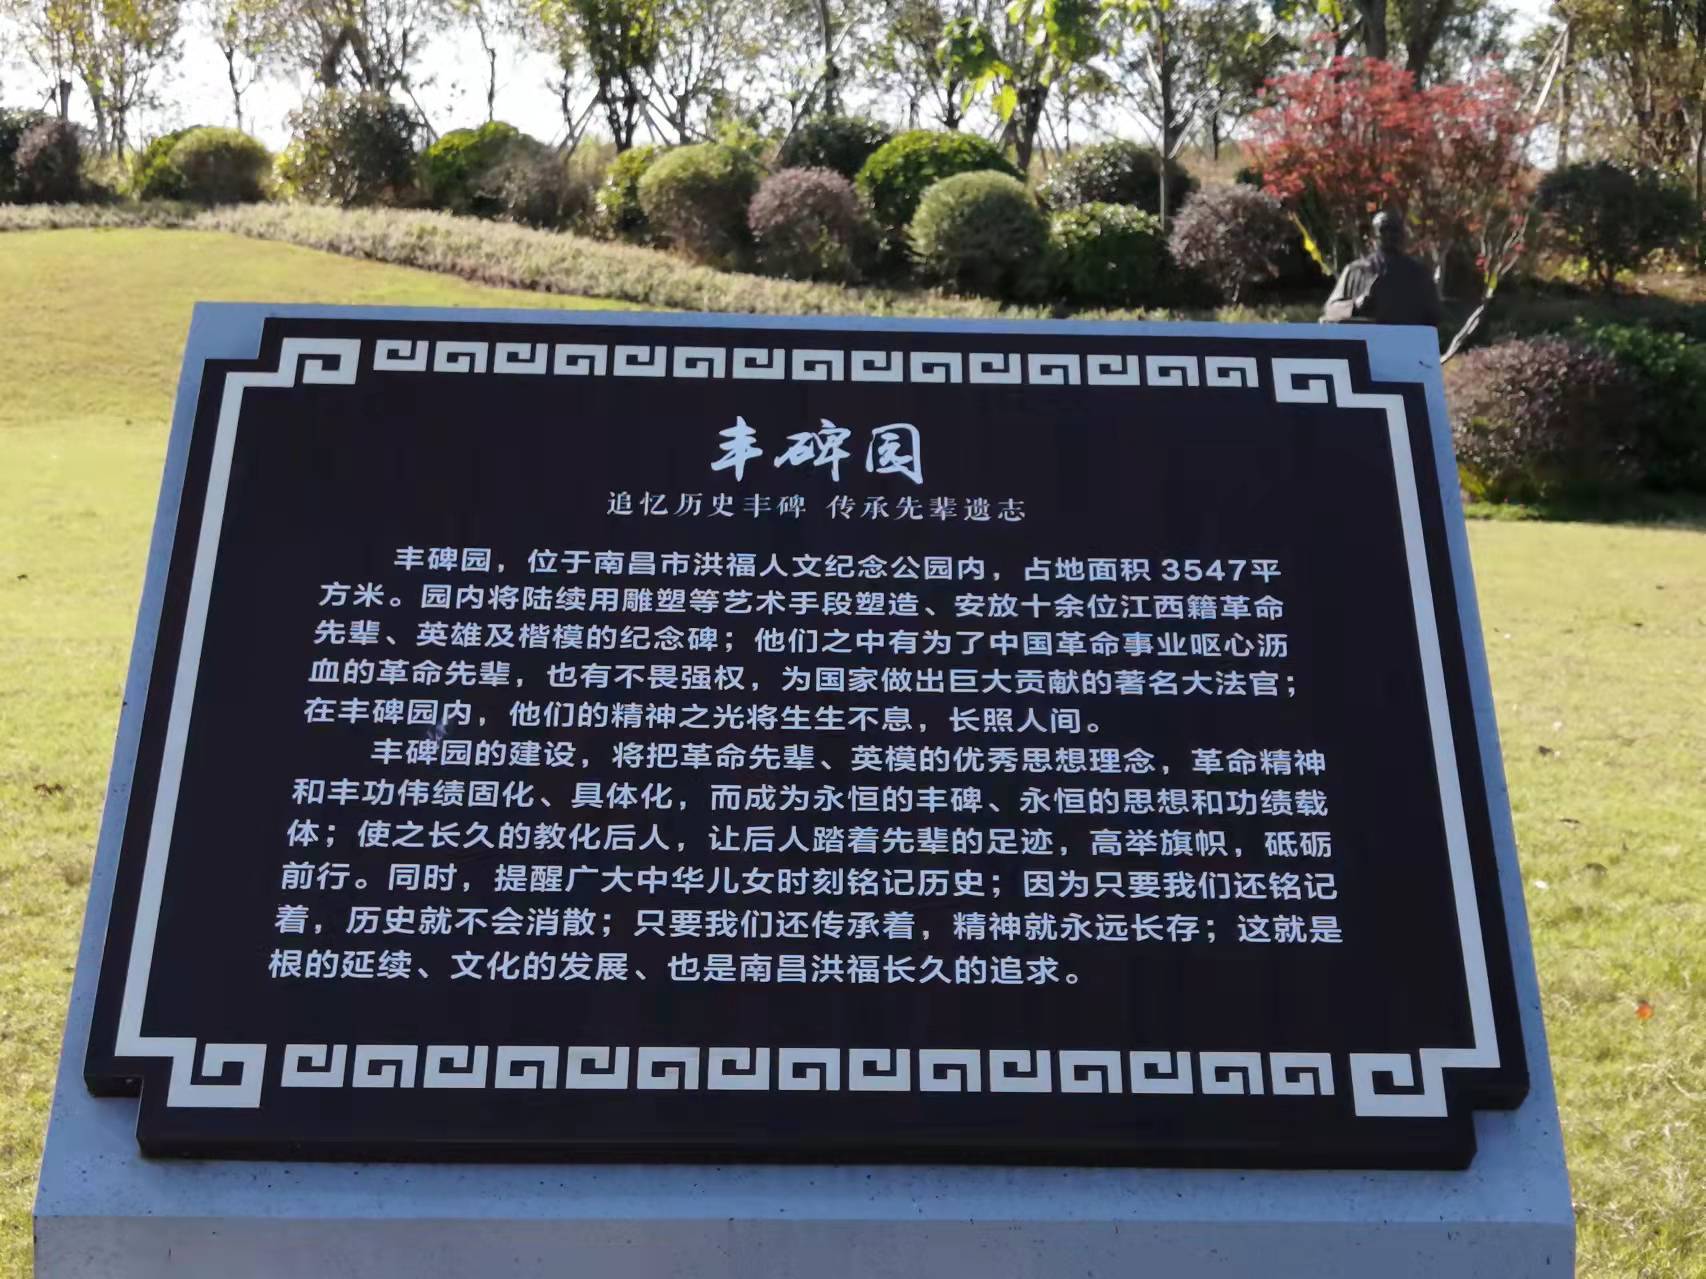 丰碑园
追忆历史丰碑 传承先辈遗志
丰碑园，位于南昌市洪福人文纪念公园内，占地面积3547平
方米。园内将陆续用雕塑等艺术手段塑造、安放十余位江西籍革命
先辈、英雄及楷模的纪念碑；他们之中有为了中国革命事业呕心沥
血的革命先辈，也有不畏强权，为国家做出巨大贡献的著名大法官；
在丰碑园内，他们的精神之光将生生不息，长照人间。
丰碑园的建设，将把革命先辈、英模的优秀思想理念，革命精神
和丰功伟绩固化、具体化，而成为永恒的丰碑、永恒的思想和功绩载
体；使之长久的教化后人，让后人踏着先辈的足迹，高举旗帜，砥砺
前行。同时，提醒广大中华儿女时刻铭记历史；因为只要我们还铭记
着，历史就不会消散；只要我们还传承着，精神就永远长存；这就是
根的延续、文化的发展、也是南昌洪福长久的追求。